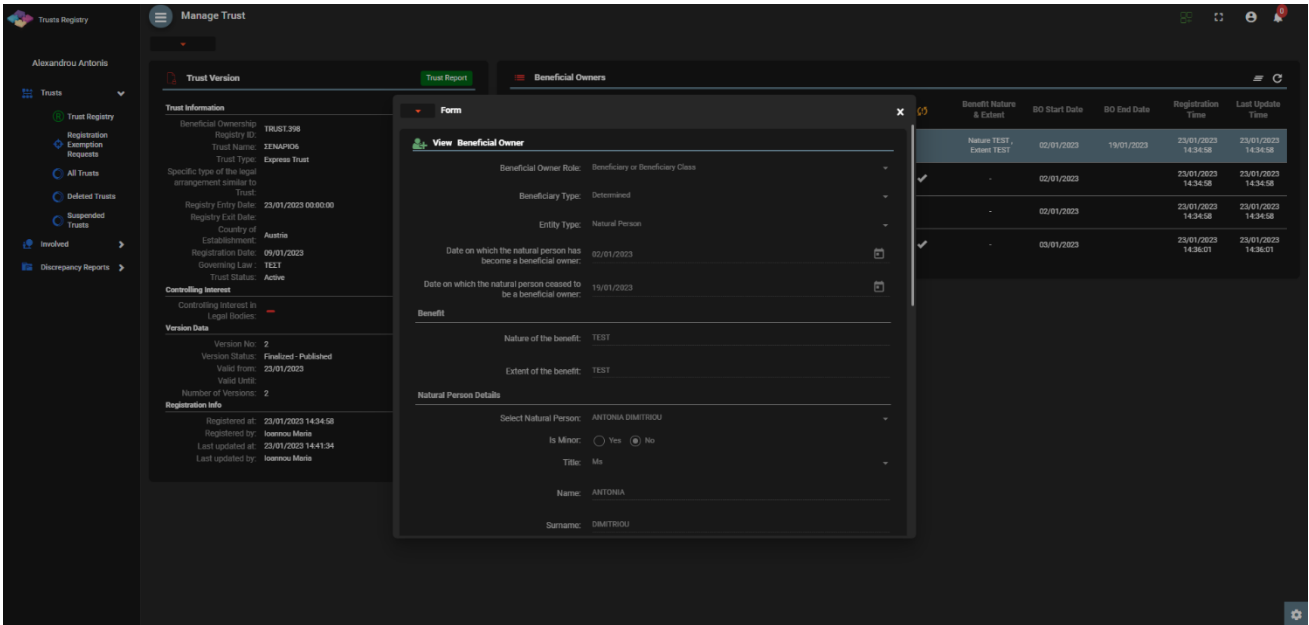 Trusts Registry
Manage Trust
0
Alexandrou Antonis
Trusts
R Trust Registry
Registration
Exemption
Requests
All Trusts
Deleted Trusts
Suspended
Trusts
Involved
Discrepancy Reports
Trust Version
Trust Report
Trust Information
Beneficial Ownership
Registry ID: TRUST.398
Trust Name: ΣΕΝΑΡΙΟ6
Trust Type: Express Trust
Specific type of the legal
arrangement similar to
Trust:
Registry Entry Date: 23/01/2023 00:00:00
Registry Exit Date:
Country of
Establishment: Austria
Registration Date: 09/01/2023
Governing Law : ΤΕΣΤ
Trust Status: Active
Controlling Interest
Controlling Interest in
Legal Bodies:
Version Data
Version No: 2
Version Status: Finalized - Published
Valid from: 23/01/2023
Valid Until:
Number of Versions: 2
Registration Info
Registered at: 23/01/2023 14:34:58
Registered by: Ioannou Maria
Last updated at: 23/01/2023 14:41:34
Last updated by: Ioannou Maria
Beneficial Owners
Benefit Nature
& Extent
BO Start Date
BO End Date
Registration
Time
Last Update
Time
Nature TEST ,
Extent TEST
02/01/2023
19/01/2023
23/01/2023
14:34:58
23/01/2023
14:34:58
-
02/01/2023
23/01/2023
14:34:58
23/01/2023
14:34:58
-
02/01/2023
23/01/2023
14:34:58
23/01/2023
14:34:58
-
03/01/2023
23/01/2023
14:36:01
23/01/2023
14:36:01
Form
View Beneficial Owner
Beneficial Owner Role: Beneficiary or Beneficiary Class
Beneficiary Type: Determined
Entity Type: Natural Person
Date on which the natural person has
become a beneficial owner: 02/01/2023
Date on which the natural person ceased to
be a beneficial owner: 19/01/2023
Benefit
Nature of the benefit: TEST
Extent of the benefit: TEST
Natural Person Details
Select Natural Person: ANTONIA DIMITRIOU
Is Minor: Yes No
Title: Ms
Name: ANTONIA
Surname: DIMITRIOU